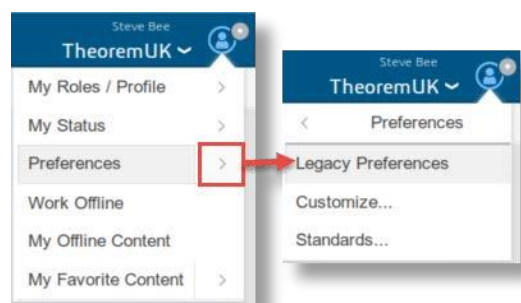 Steve Bee
TheoremUK
My Roles / Profile
My Status
Preferences
Work Offline
My Offline Content
My Favorite Content
Steve Bee
TheoremUK
Preferences
Legacy Preferences
Customize...
Standards...